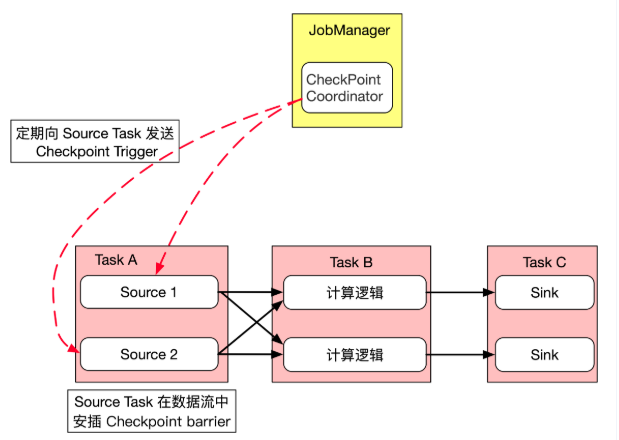 JobManager
CheckPoint
Coordinator
定期向 Source Task 发送
Checkpoint Trigger
Task A
Task B
Task C
Source 1
计算逻辑
Sink
Source 2
计算逻辑
Sink
Source Task 在数据流中
安插 Checkpoint barrier